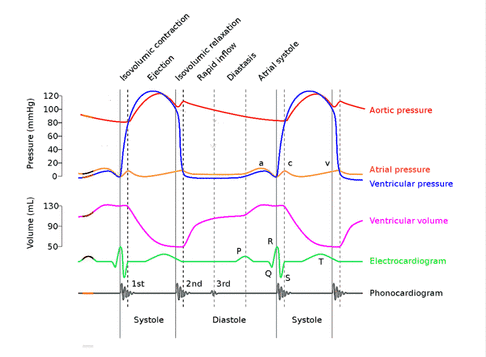 Isovolumic contraction
Ejection
Isovolumic relaxation
Rapid inflow
Diastasis
Atrial systole
Pressure (mmHg)
120
100
80
60
40
20
0
Aortic pressure
a c v
Atrial pressure
Ventricular pressure
Volume (mL)
130
90
50
Ventricular volume
R
P
Electrocardiogram
Q S T
1st 2nd 3rd
Phonocardiogram
Systole Diastole Systole